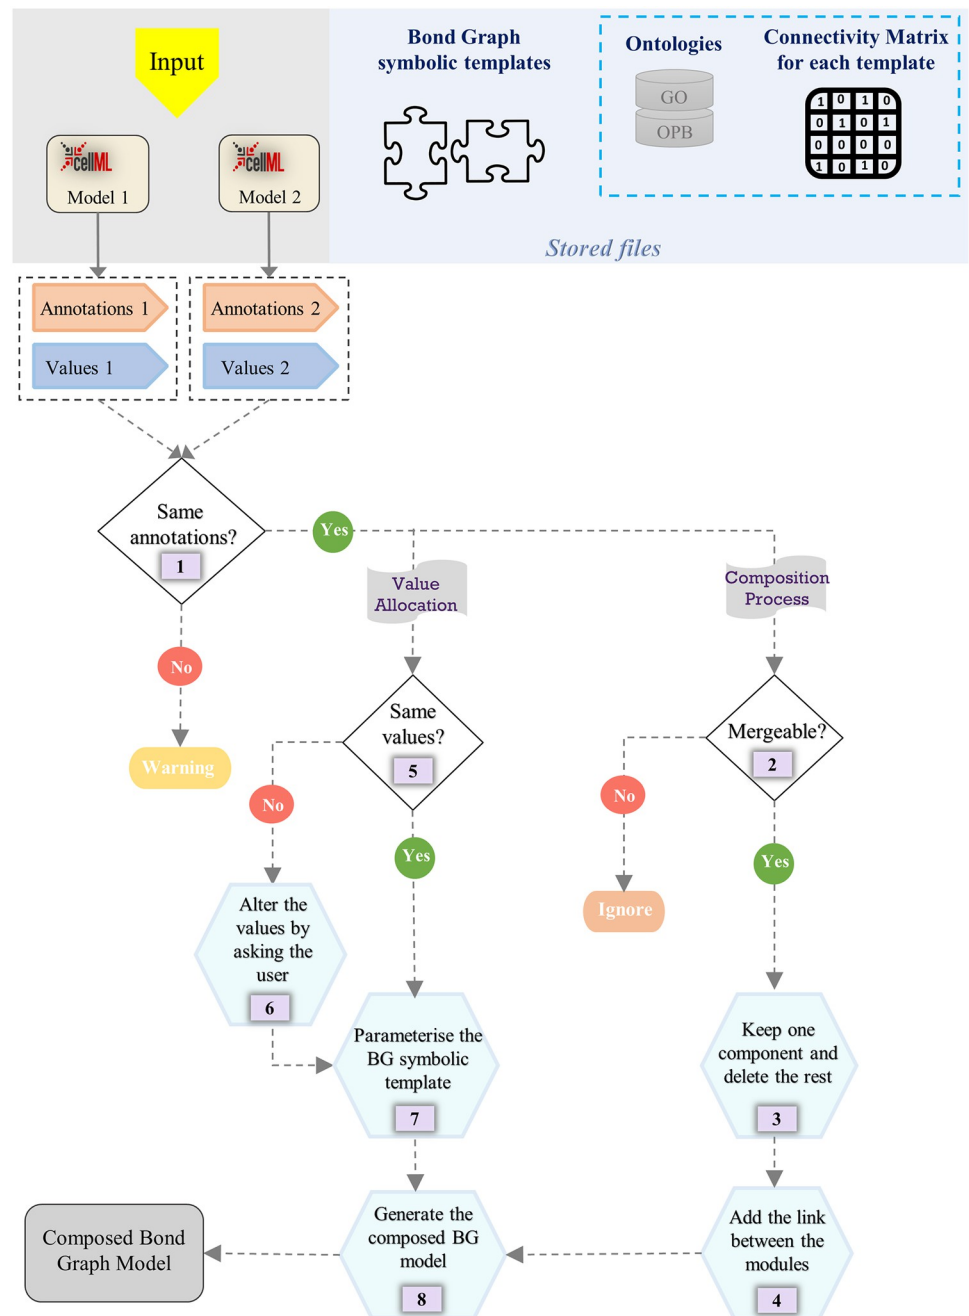 Input
cellML
Model 1
cellML
Model 2
Bond Graph
symbolic templates
Ontologies
GO
OPB
Connectivity Matrix
for each template
1 0 1 0
0 1 0 1
0 0 0 0
1 0 1 0
Stored files
Annotations 1
Values 1
Annotations 2
Values 2
Same
annotations?
1
Yes
No
Warning
Value
Allocation
Composition
Process
Same
values?
5
No
Yes
Mergeable?
2
No
Yes
Ignore
Alter the
values by
asking the
user
6
Parameterise the
BG symbolic
template
7
Keep one
component and
delete the rest
3
Add the link
between the
modules
4
Generate the
composed BG
model
8
Composed Bond
Graph Model